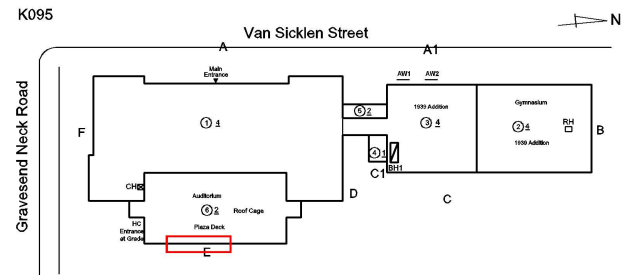 K095
N
Van Sicklen Street
A
A1
Gravesend Neck Road
Main
Entrance
AW1
AW2
5 2
1939 Addition
Gymnasium
F
1 4
3 4
2 4
RH
B
1939 Addition
4 1
BH1
C1
CH
Auditorium
D
C
6 2
Roof Cage
HC
Entrance
at Grade
Plaza Deck
E